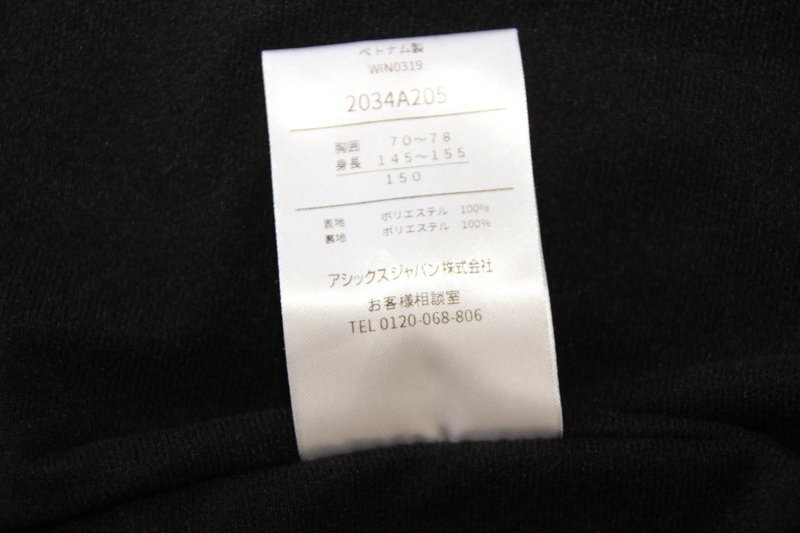 ベトナム製
WIN0319
2034A205
胸囲 70～78
身長 145～155
150
表地 ポリエステル 100%
裏地 ポリエステル 100%
アシックスジャパン株式会社
お客様相談室
TEL 0120-068-806